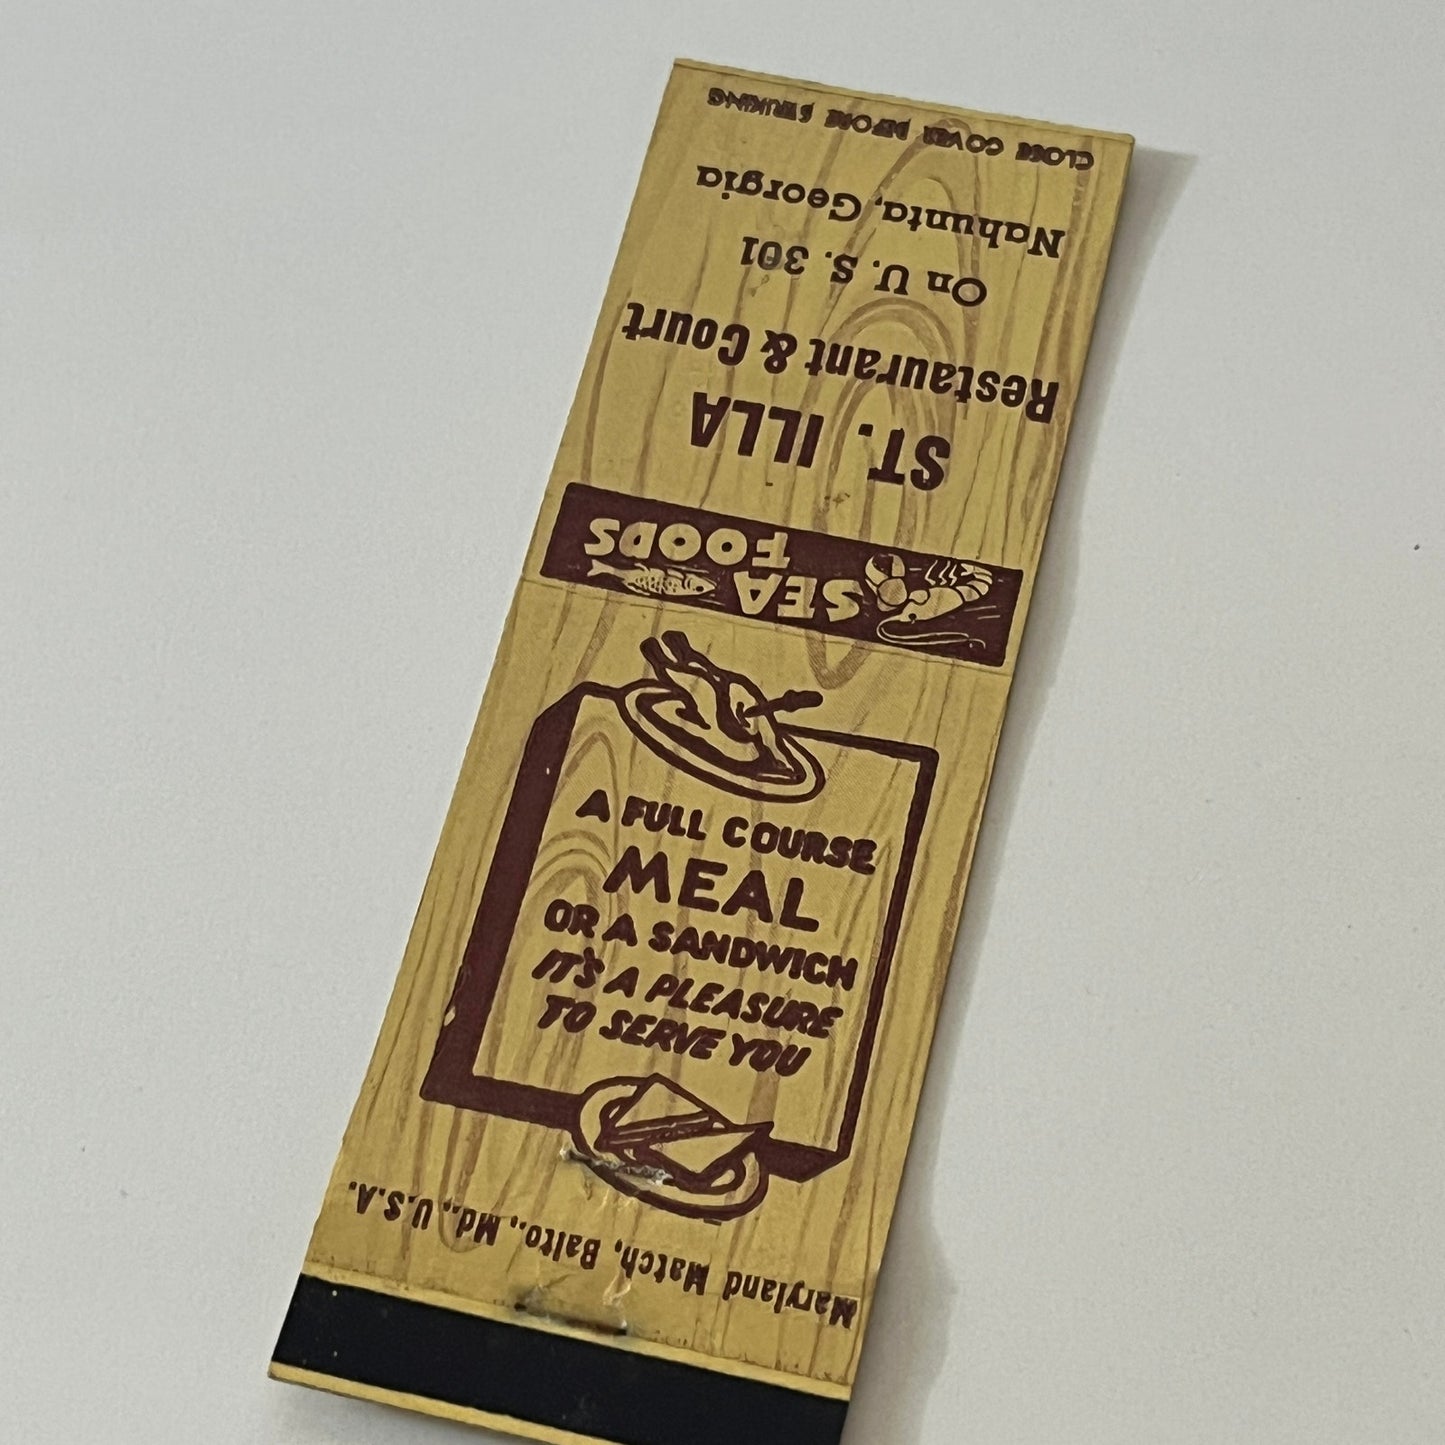 CLOSE COVER BEFORE STRIKING
ST. ILLA
Restaurant & Court
On U. S. 301
Nahunta, Georgia
SEA
FOODS
A FULL COURSE
MEAL
OR A SANDWICH
IT'S A PLEASURE
TO SERVE YOU
Maryland Match, Balto., Md., U.S.A.